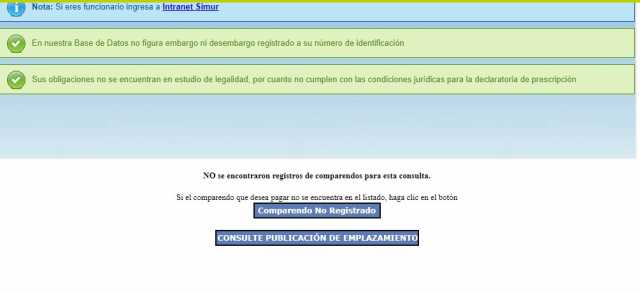 Nota: Si eres funcionario ingresa a Intranet Simur
En nuestra Base de Datos no figura embargo ni desembargo registrado a su número de identificación
Sus obligaciones no se encuentran en estudio de legalidad, por cuanto no cumplen con las condiciones jurídicas para la declaratoria de prescripción
NO se encontraron registros de comparendos para esta consulta.
Si el comparendo que desea pagar no se encuentra en el listado, haga clic en el botón
Comparendo No Registrado
CONSULTE PUBLICACIÓN DE EMPLAZAMIENTO